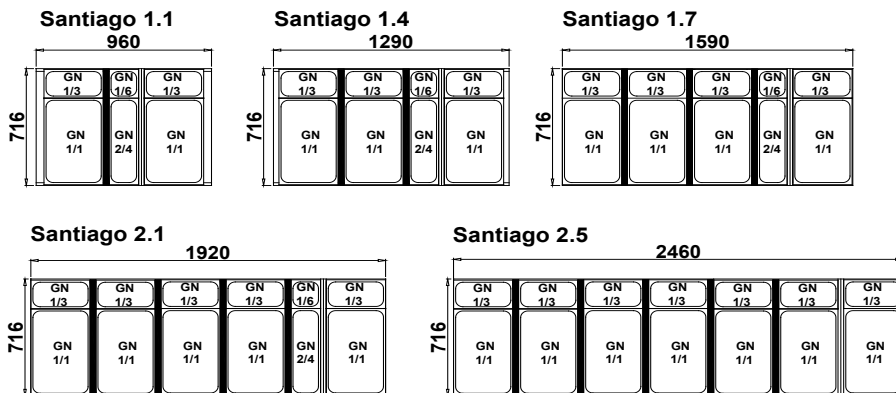 Santiago 1.1
960
716
GN 1/3 GN 1/6 GN 1/3
GN 1/1 GN 2/4 GN 1/1
Santiago 1.4
1290
716
GN 1/3 GN 1/3 GN 1/6 GN 1/3
GN 1/1 GN 1/1 GN 2/4 GN 1/1
Santiago 1.7
1590
716
GN 1/3 GN 1/3 GN 1/3 GN 1/6 GN 1/3
GN 1/1 GN 1/1 GN 1/1 GN 2/4 GN 1/1
Santiago 2.1
1920
716
GN 1/3 GN 1/3 GN 1/3 GN 1/3 GN 1/6 GN 1/3
GN 1/1 GN 1/1 GN 1/1 GN 1/1 GN 2/4 GN 1/1
Santiago 2.5
2460
716
GN 1/3 GN 1/3 GN 1/3 GN 1/3 GN 1/3 GN 1/3 GN 1/3
GN 1/1 GN 1/1 GN 1/1 GN 1/1 GN 1/1 GN 1/1 GN 1/1